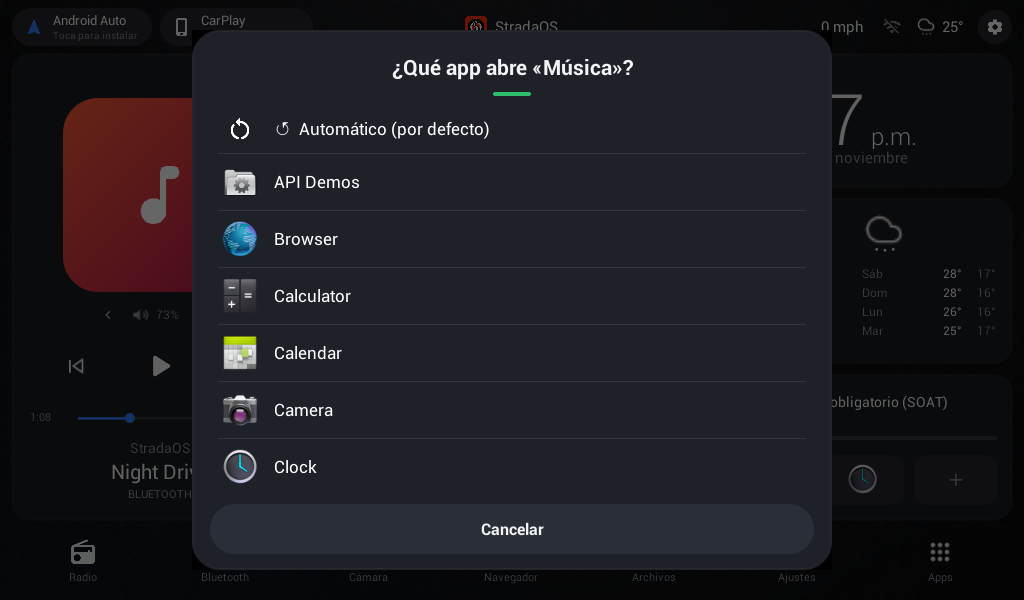 Android Auto
Toca para instalar
CarPlay
StradaOS
0 mph
25°
¿Qué app abre «Música»?
↺ Automático (por defecto)
API Demos
Browser
Calculator
Calendar
Camera
Clock
Cancelar
73%
1:08
StradaOS
Night Driv
BLUETOOTH
7 p.m.
noviembre
Sáb 28° 17°
Dom 28° 16°
Lun 26° 16°
Mar 25° 17°
obligatorio (SOAT)
Radio
Bluetooth
Cámara
Navegador
Archivos
Ajustes
Apps